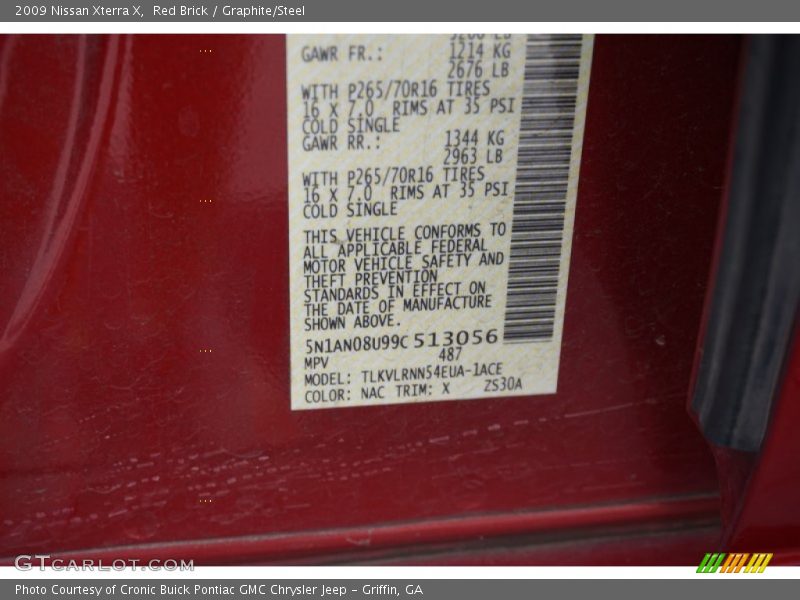 2009 Nissan Xterra X, Red Brick / Graphite/Steel
GAWR FR.: 1214 KG
2676 LB
WITH P265/70R16 TIRES
16 X 7.0 RIMS AT 35 PSI
COLD SINGLE
GAWR RR.: 1344 KG
2963 LB
WITH P265/70R16 TIRES
16 X 7.0 RIMS AT 35 PSI
COLD SINGLE
THIS VEHICLE CONFORMS TO
ALL APPLICABLE FEDERAL
MOTOR VEHICLE SAFETY AND
THEFT PREVENTION
STANDARDS IN EFFECT ON
THE DATE OF MANUFACTURE
SHOWN ABOVE.
5N1AN08U99C513056
MPV 487
MODEL: TLKVLRNN54EUA-1ACE
COLOR: NAC TRIM: X ZS30A
GTCARLOT.COM
Photo Courtesy of Cronic Buick Pontiac GMC Chrysler Jeep - Griffin, GA